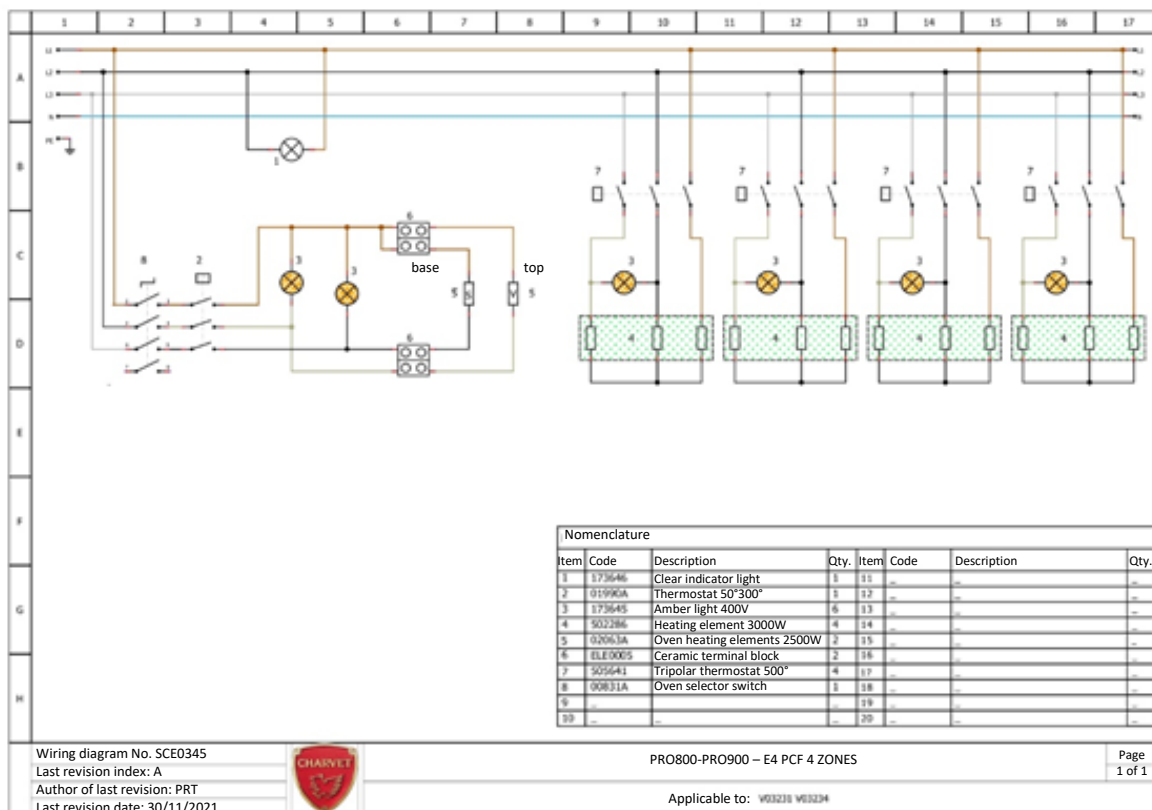 1 2 3 4 5 6 7 8 9 10 11 12 13 14 15 16 17
A
L1 L1
L2 L2
L3 L3
N N
B
PE
1
7 7 7 7
C
6
8 2 3 3 base top 3 3 3 3
5 5
D
6 4 4 4 4
E
F
G
H
Nomenclature
Item Code Description Qty. Item Code Description Qty.
1 173646 Clear indicator light 1 11 _ _ _
2 01990A Thermostat 50°300° 1 12 _ _ _
3 173645 Amber light 400V 6 13 _ _ _
4 502286 Heating element 3000W 4 14 _ _ _
5 02063A Oven heating elements 2500W 2 15 _ _ _
6 ELE0005 Ceramic terminal block 2 16 _ _ _
7 505641 Tripolar thermostat 500° 4 17 _ _ _
8 00831A Oven selector switch 1 18 _ _ _
9 _ _ 19 _ _ _
10 _ _ _ 20 _ _ _
Wiring diagram No. SCE0345
Last revision index: A
Author of last revision: PRT
Last revision date: 30/11/2021
CHARVET
PRO800-PRO900 – E4 PCF 4 ZONES
Applicable to: V03231 V03234
Page
1 of 1